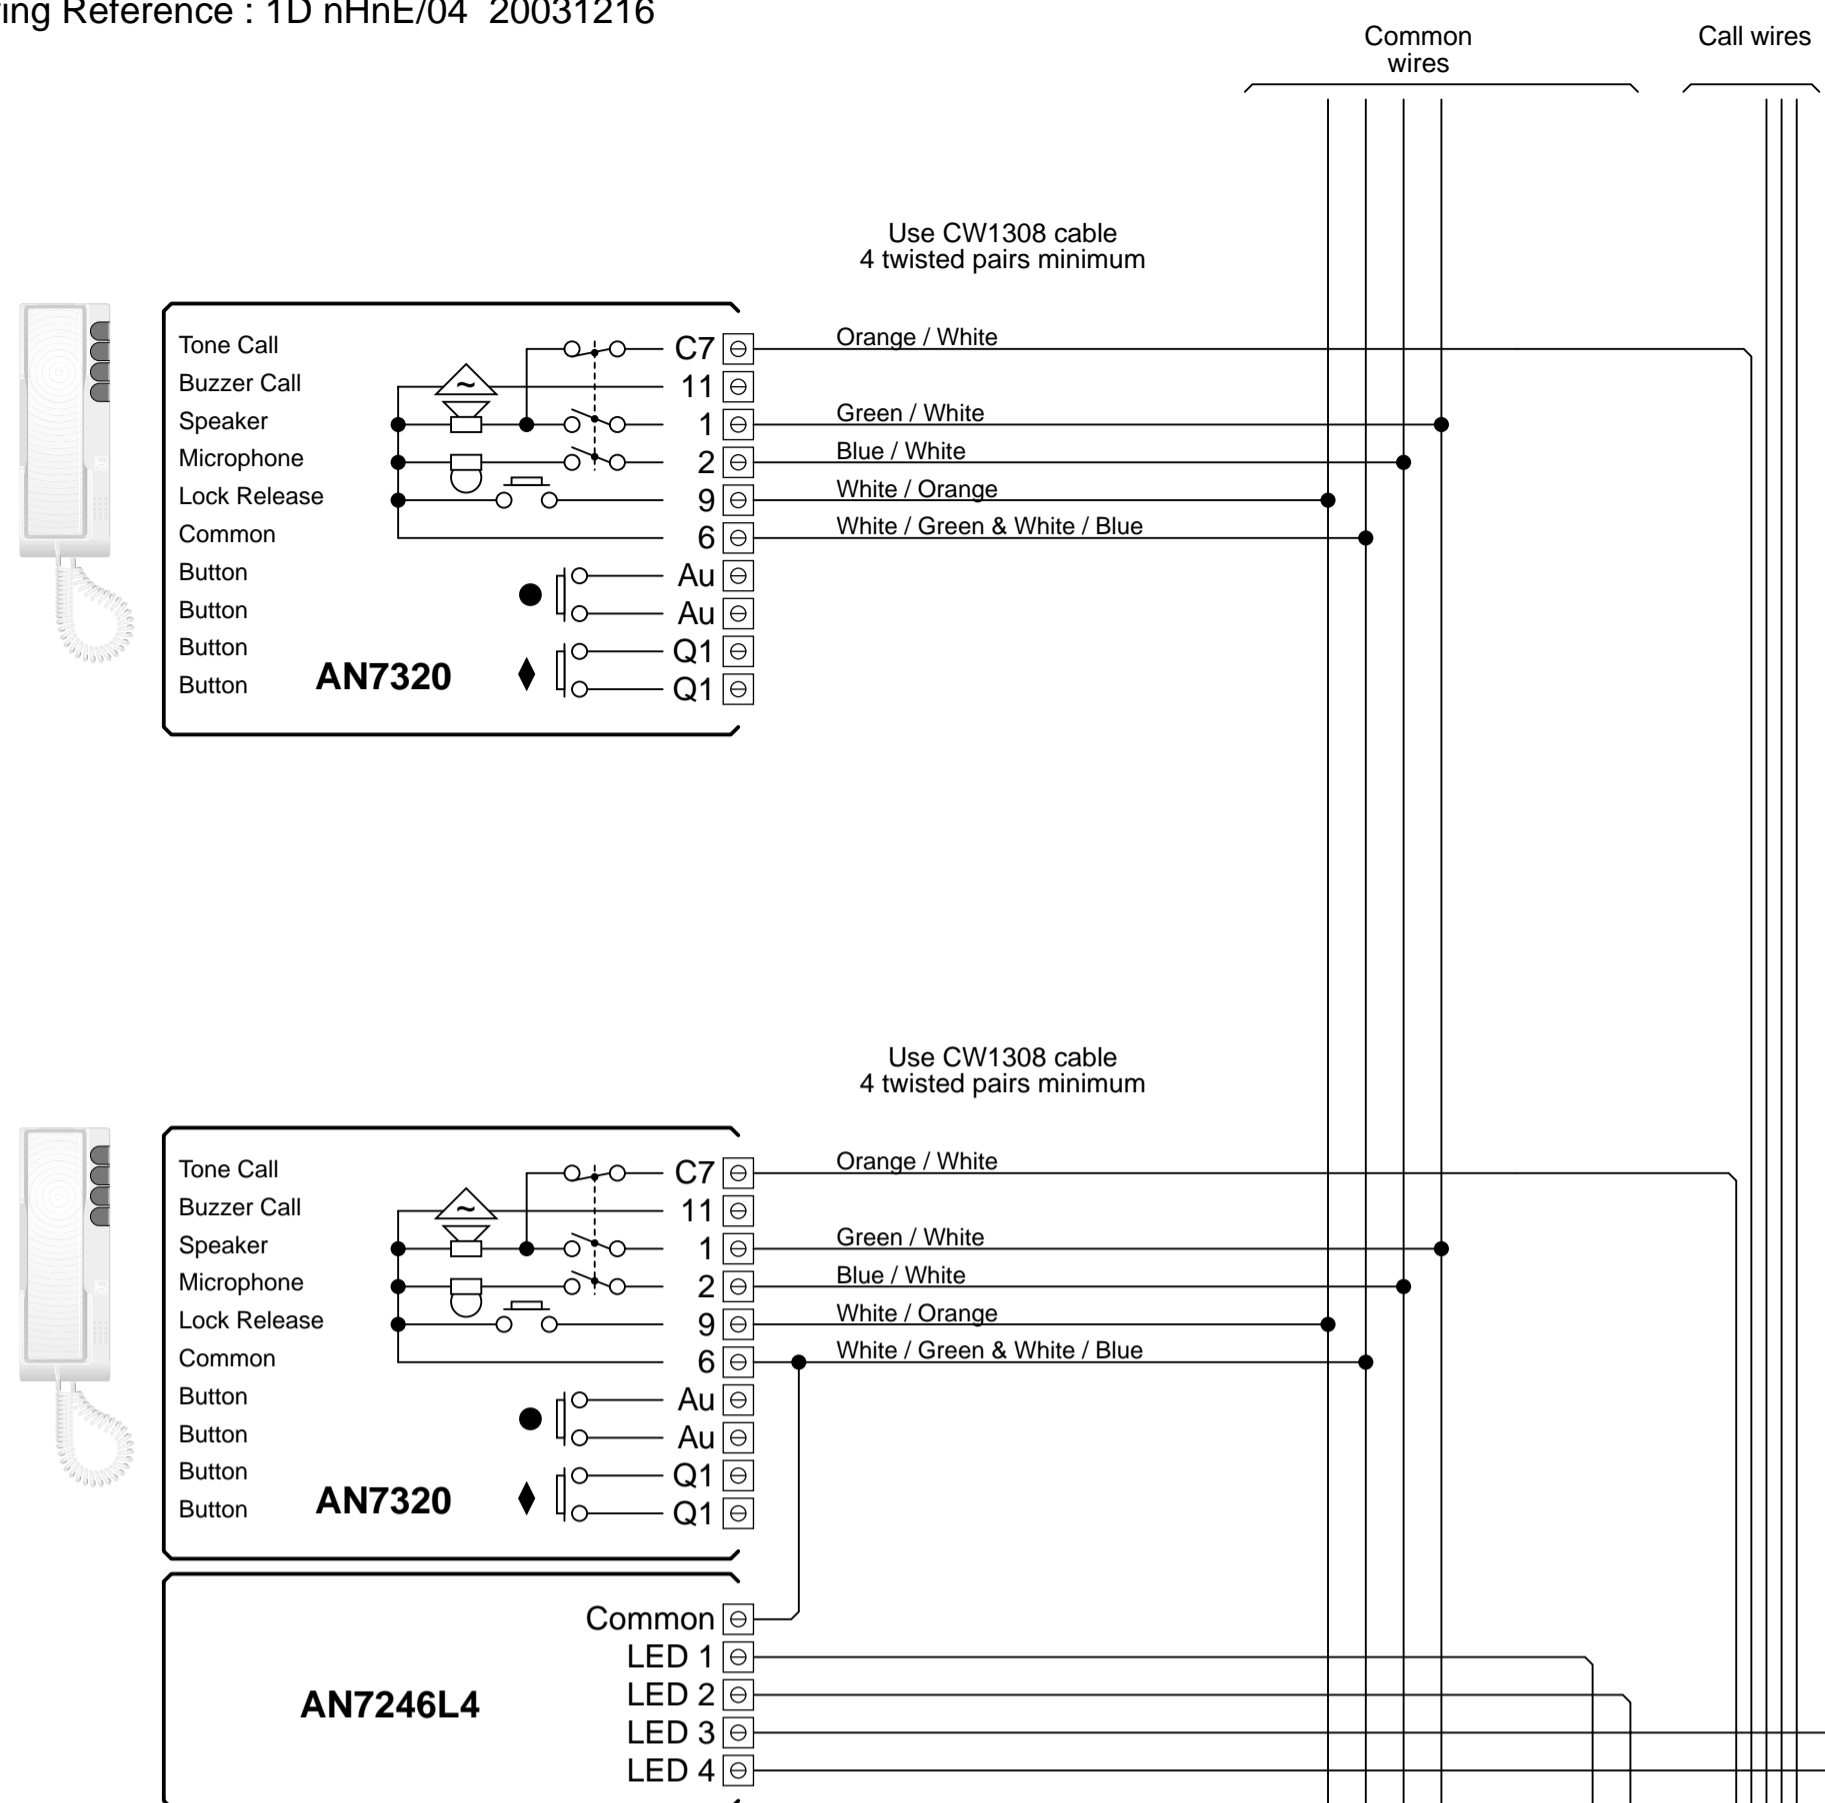 ing Reference : 1D nHnE/04  20031216
Common
wires
Call wires
Use CW1308 cable
4 twisted pairs minimum
Tone Call C7 Orange / White
Buzzer Call ~ 11
Speaker 1 Green / White
Microphone 2 Blue / White
Lock Release 9 White / Orange
Common 6 White / Green & White / Blue
Button Au
Button Au
Button Q1
Button Q1
AN7320
Use CW1308 cable
4 twisted pairs minimum
Tone Call C7 Orange / White
Buzzer Call ~ 11
Speaker 1 Green / White
Microphone 2 Blue / White
Lock Release 9 White / Orange
Common 6 White / Green & White / Blue
Button Au
Button Au
Button Q1
Button Q1
AN7320
Common
LED 1
LED 2
AN7246L4
LED 3
LED 4